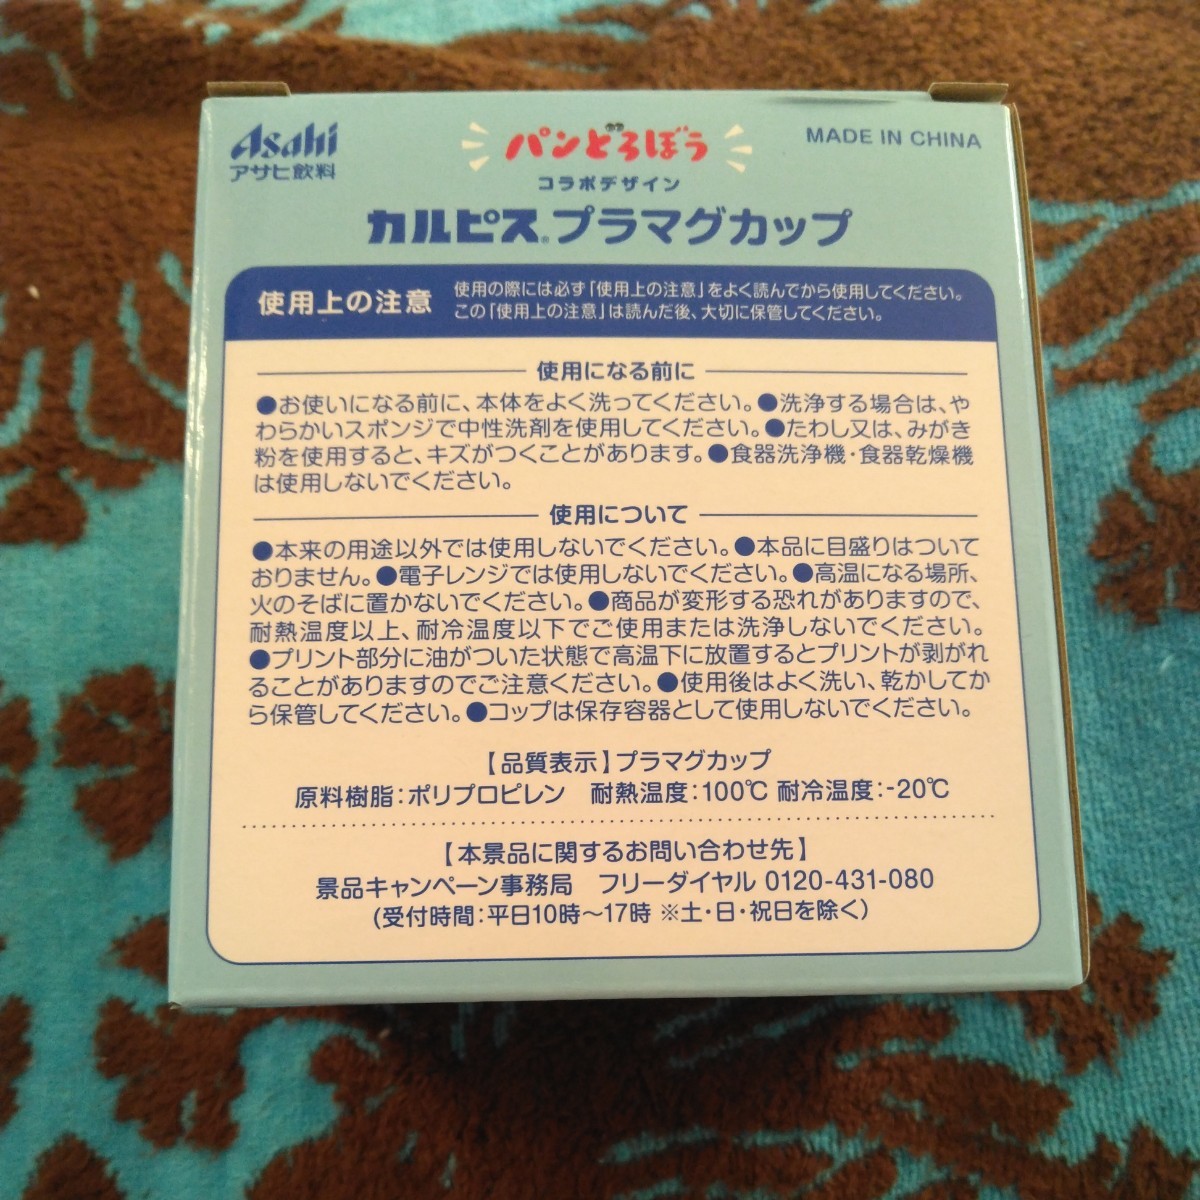 Asahi
アサヒ飲料
パンどろぼう
MADE IN CHINA
コラボデザイン
カルピス®プラマグカップ
使用上の注意
使用の際には必ず「使用上の注意」をよく読んでから使用してください。
この「使用上の注意」は読んだ後、大切に保管してください。
使用になる前に
●お使いになる前に、本体をよく洗ってください。●洗浄する場合は、や
わらかいスポンジで中性洗剤を使用してください。●たわし又は、みがき
粉を使用すると、キズがつくことがあります。●食器洗浄機・食器乾燥機
は使用しないでください。
使用について
●本来の用途以外では使用しないでください。●本品に目盛りはついて
おりません。●電子レンジでは使用しないでください。●高温になる場所、
火のそばに置かないでください。●商品が変形する恐れがありますので、
耐熱温度以上、耐冷温度以下でご使用または洗浄しないでください。
●プリント部分に油がついた状態で高温下に放置するとプリントが剥がれ
ることがありますのでご注意ください。●使用後はよく洗い、乾かしてか
ら保管してください。●コップは保存容器として使用しないでください。
【品質表示】プラマグカップ
原料樹脂:ポリプロピレン 耐熱温度:100℃ 耐冷温度:-20℃
【本景品に関するお問い合わせ先】
景品キャンペーン事務局 フリーダイヤル 0120-431-080
(受付時間:平日10時～17時 ※土・日・祝日を除く)